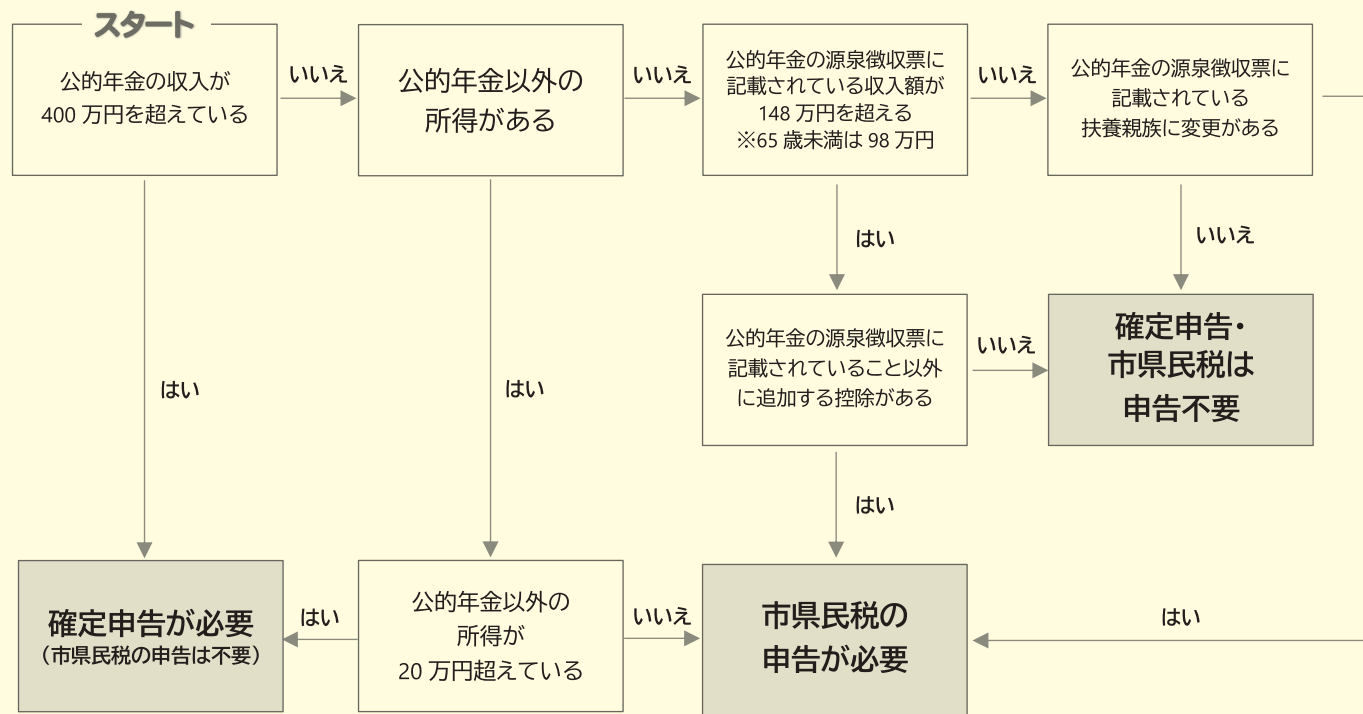 スタート
公的年金の収入が
400 万円を超えている
いいえ
公的年金以外の
所得がある
いいえ
公的年金の源泉徴収票に
記載されている収入額が
148 万円を超える
※65 歳未満は 98 万円
いいえ
公的年金の源泉徴収票に
記載されている
扶養親族に変更がある
はい
いいえ
はい
はい
公的年金の源泉徴収票に
記載されていること以外
に追加する控除がある
いいえ
確定申告・
市県民税は
申告不要
はい
確定申告が必要
（市県民税の申告は不要）
はい
公的年金以外の
所得が
20 万円超えている
いいえ
市県民税の
申告が必要
はい